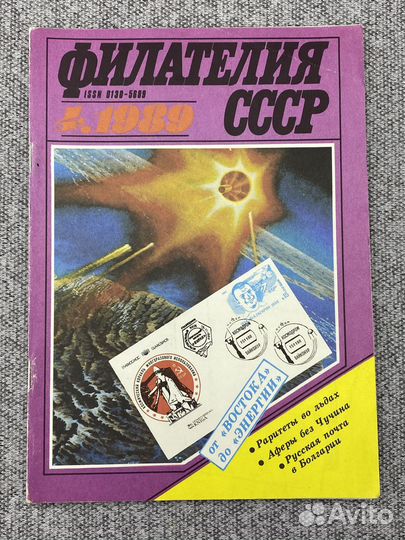 ФИЛАТЕЛИЯ
ISSN 0130-5669
СССР
4.1989
от «ВОСТОКА»
до «ЭНЕРГИИ»
• Раритеты во льдах
• Аферы без Чучина
• Русская почта
в Болгарии
Avito